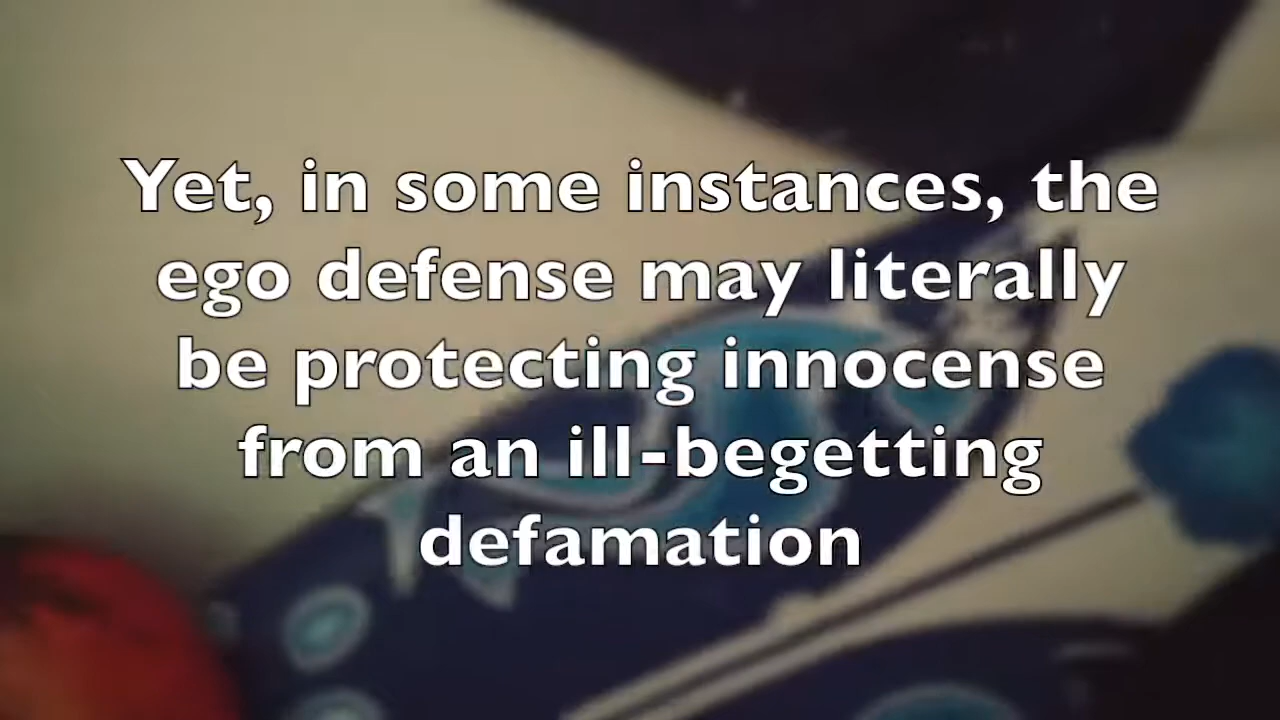 Yet, in some instances, the
ego defense may literally
be protecting innocense
from an ill-begetting
defamation